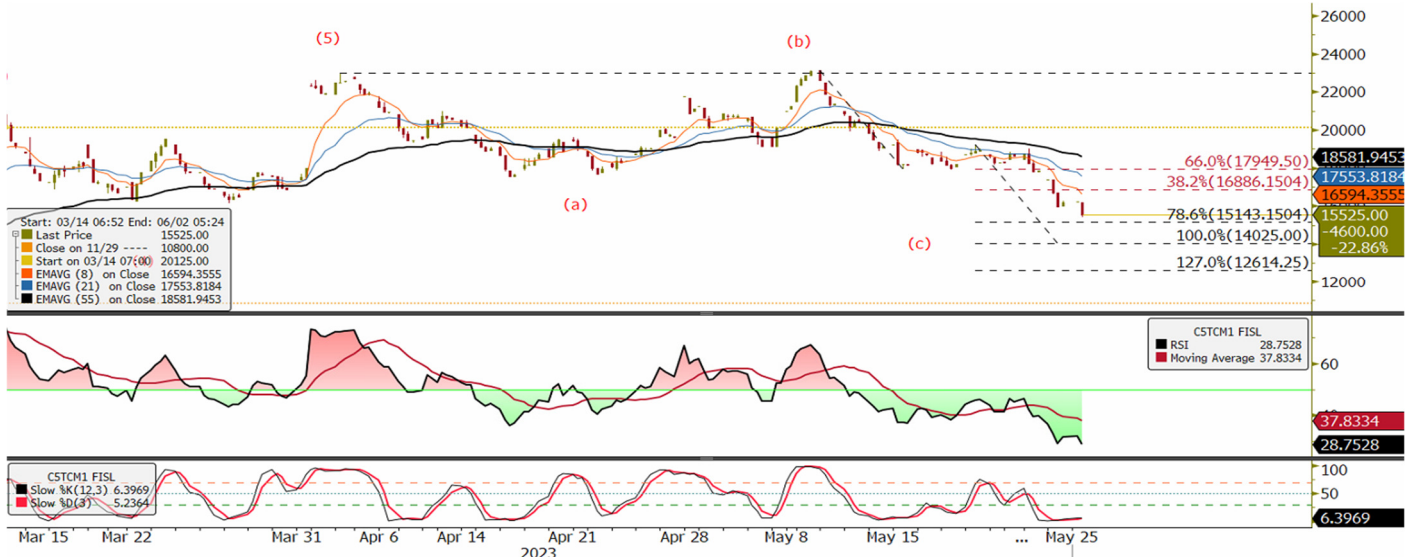 (5)
(b)
(a)
(c)
26000
24000
22000
20000
12000
66.0%(17949.50)
38.2%(16886.1504)
78.6%(15143.1504)
100.0%(14025.00)
127.0%(12614.25)
18581.9453
17553.8184
16594.3555
15525.00
-4600.00
-22.86%
Start: 03/14 06:52 End: 06/02 05:24
Last Price 15525.00
Close on 11/29 ---- 10800.00
Start on 03/14 07:00 20125.00
EMAVG (8) on Close 16594.3555
EMAVG (21) on Close 17553.8184
EMAVG (55) on Close 18581.9453
C5TCM1 FISL
RSI 28.7528
Moving Average 37.8334
60
37.8334
28.7528
C5TCM1 FISL
Slow %K(12,3) 6.3969
Slow %D(3) 5.2364
100
50
6.3969
Mar 15 Mar 22 Mar 31 Apr 6 Apr 14 Apr 21 Apr 28 May 8 May 15 ... May 25
2023